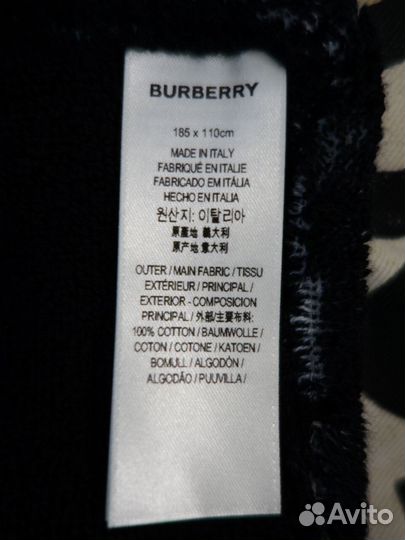 BURBERRY
185 x 110cm
MADE IN ITALY
FABRIQUÉ EN ITALIE
FABRICADO EM ITÁLIA
HECHO EN ITALIA
원산지: 이탈리아
原產地 義大利
原产地 意大利
OUTER / MAIN FABRIC / TISSU
EXTÉRIEUR / PRINCIPAL /
EXTERIOR - COMPOSICION
PRINCIPAL / 外部/主要布料:
100% COTTON / BAUMWOLLE /
COTON / COTONE / KATOEN /
BOMULL / ALGODÓN /
ALGODÃO / PUUVILLA /
Avito